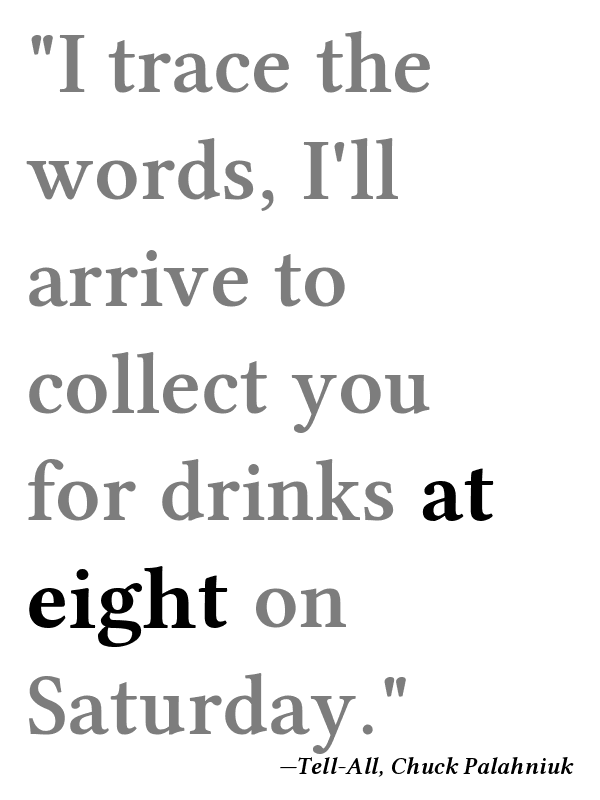 "I trace the
words, I'll
arrive to
collect you
for drinks at
eight on
Saturday."
—Tell-All, Chuck Palahniuk